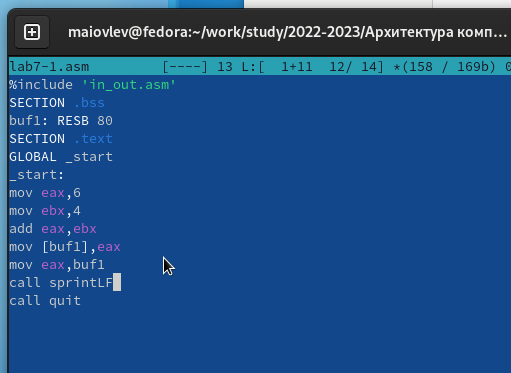 maiovlev@fedora:~/work/study/2022-2023/Архитектура комп...
lab7-1.asm [----] 13 L:[ 1+11 12/ 14] *(158 / 169b) 0
%include 'in_out.asm'
SECTION .bss
buf1: RESB 80
SECTION .text
GLOBAL _start
_start:
mov eax,6
mov ebx,4
add eax,ebx
mov [buf1],eax
mov eax,buf1
call sprintLF
call quit